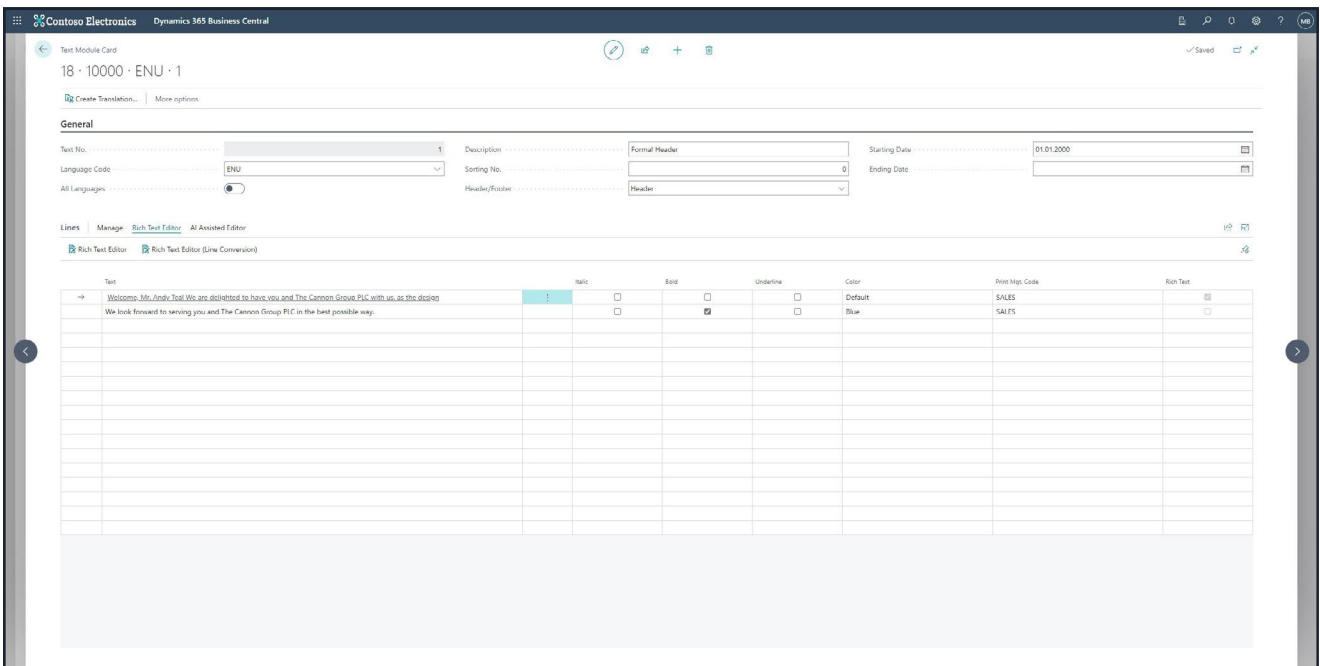 Contoso Electronics Dynamics 365 Business Central ? MB
Text Module Card Saved
18 · 10000 · ENU · 1
Create Translation... More options
General
Text No. 1 Description Formal Header Starting Date 01.01.2000
Language Code ENU Sorting No. 0 Ending Date
All Languages Header/Footer Header
Lines Manage Rich Text Editor AI Assisted Editor
Rich Text Editor Rich Text Editor (Line Conversion)
Text Italic Bold Underline Color Print Mgt. Code Rich Text
Welcome, Mr. Andy Teal We are delighted to have you and The Cannon Group PLC with us, as the design Default SALES
We look forward to serving you and The Cannon Group PLC in the best possible way. Blue SALES